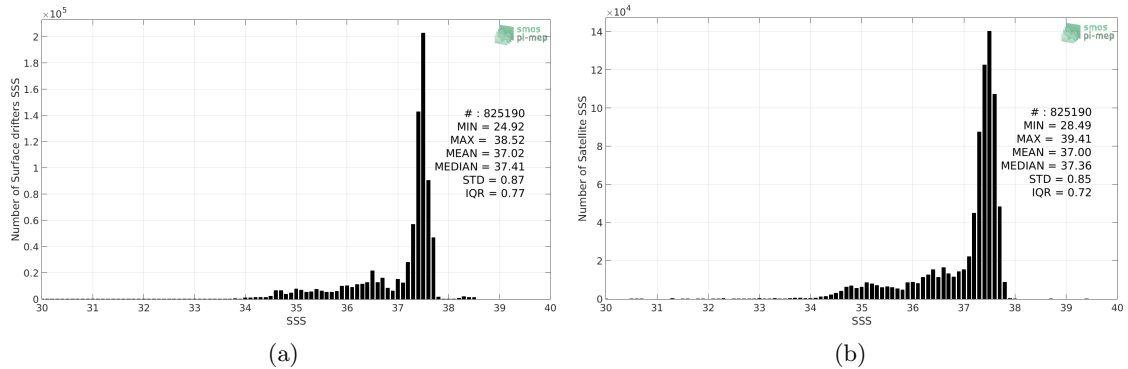 ×10⁵
2
1.8
1.6
1.4
1.2
1
0.8
0.6
0.4
0.2
0
Number of Surface drifters SSS
smos
pi-mep
# : 825190
MIN = 24.92
MAX = 38.52
MEAN = 37.02
MEDIAN = 37.41
STD = 0.87
IQR = 0.77
30 31 32 33 34 35 36 37 38 39 40
SSS
(a)
×10⁴
14
12
10
8
6
4
2
0
Number of Satellite SSS
smos
pi-mep
# : 825190
MIN = 28.49
MAX = 39.41
MEAN = 37.00
MEDIAN = 37.36
STD = 0.85
IQR = 0.72
30 31 32 33 34 35 36 37 38 39 40
SSS
(b)